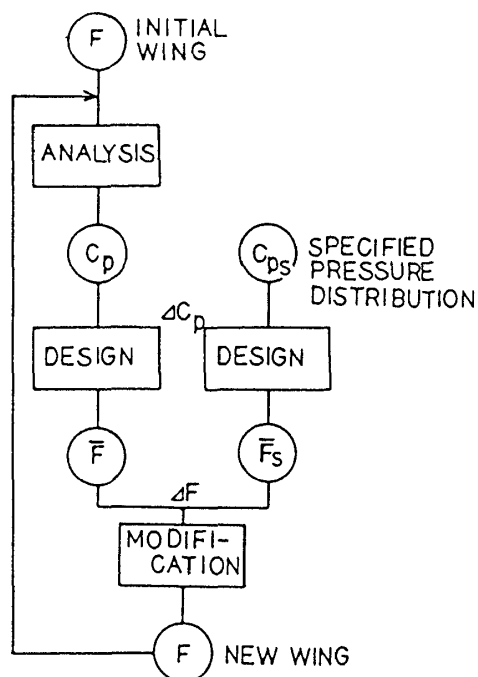 F
INITIAL
WING
ANALYSIS
Cp
Cps
SPECIFIED
PRESSURE
DISTRIBUTION
ΔCp
DESIGN
DESIGN
F̄
F̄s
ΔF
MODIFI-
CATION
F
NEW WING